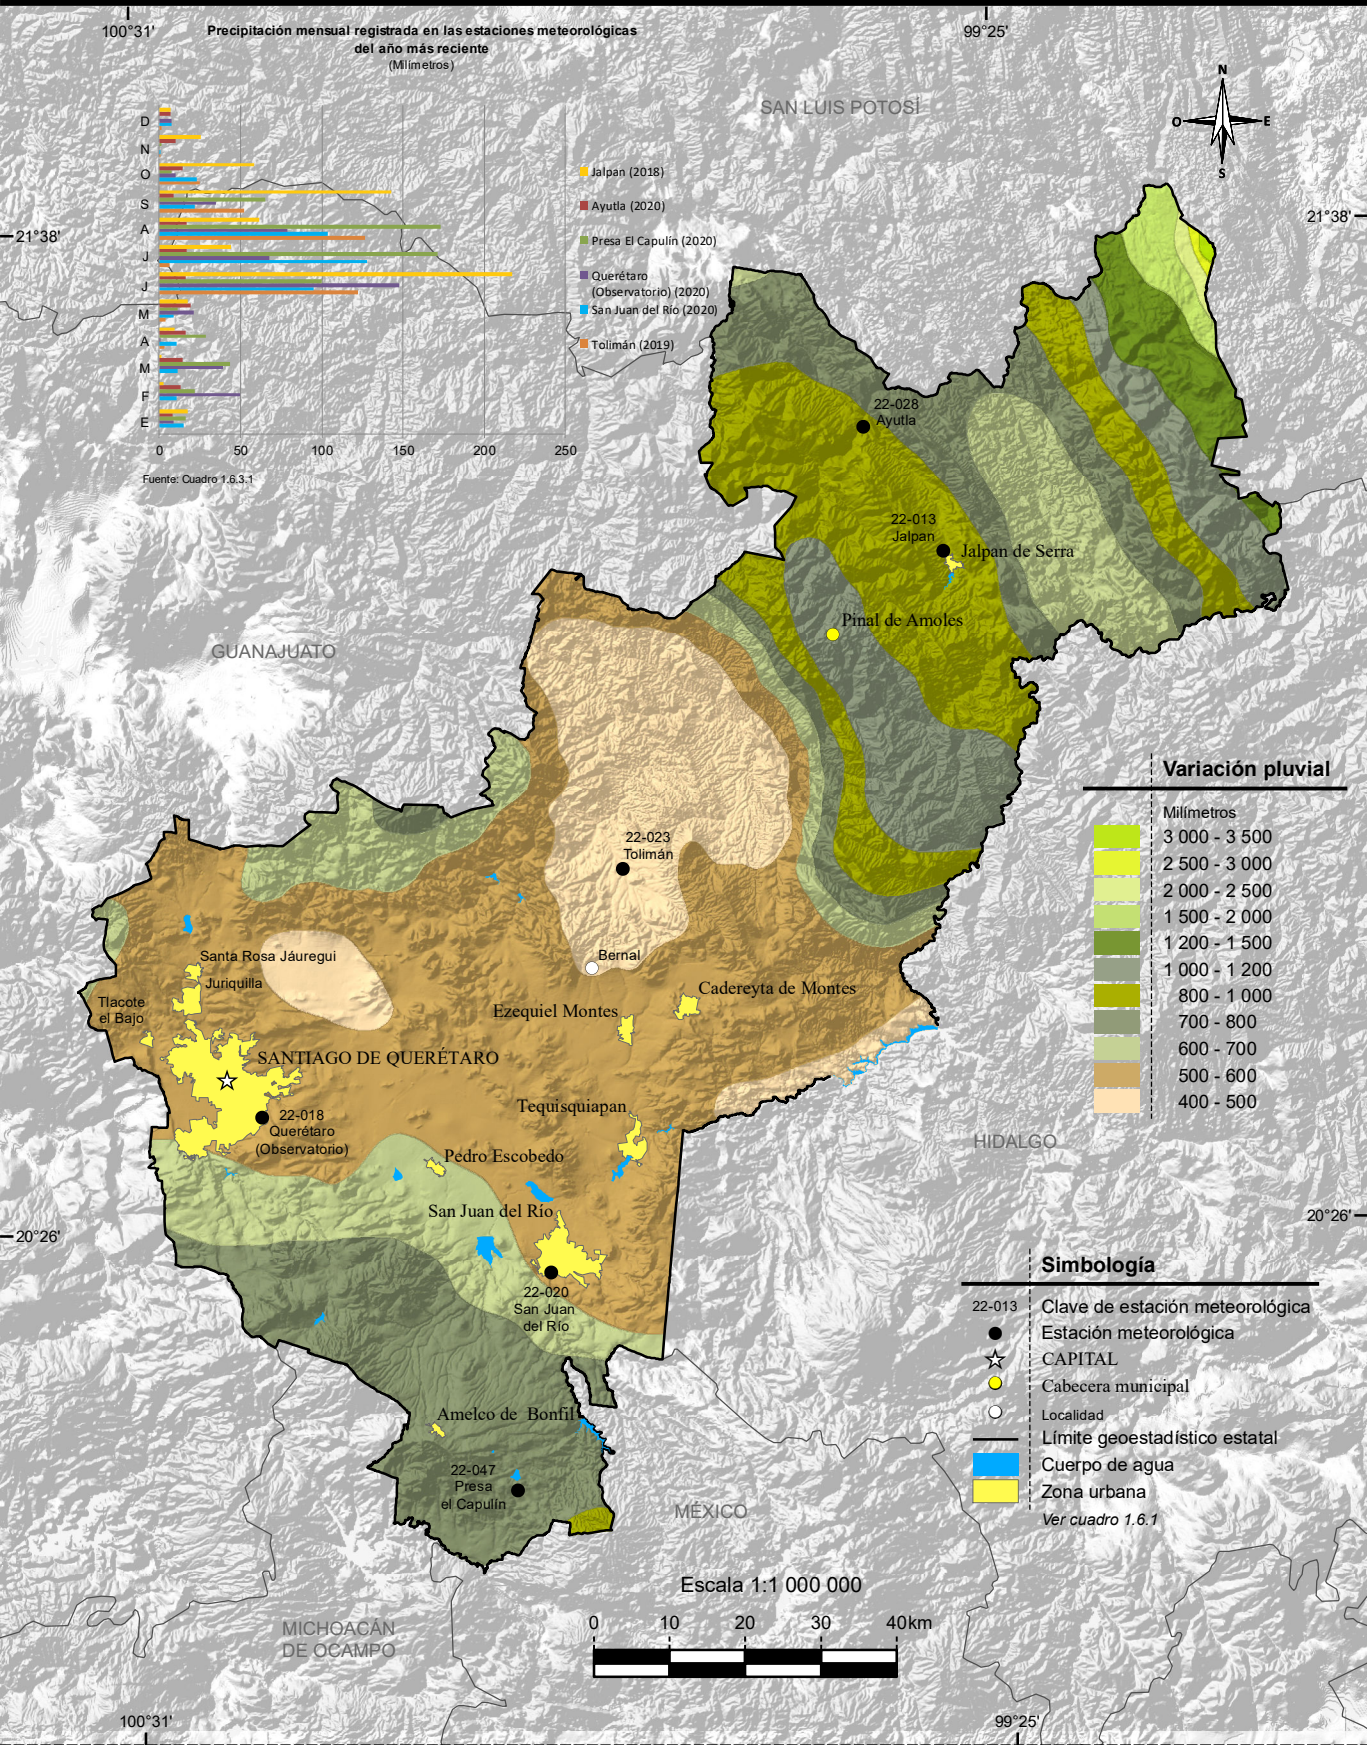 100°31'
99°25'
Precipitación mensual registrada en las estaciones meteorológicas
del año más reciente
(Milímetros)
N
O
E
S
SAN LUIS POTOSÍ
D
N
O
S
A
J
J
M
A
M
F
E
0
50
100
150
200
250
Fuente: Cuadro 1.6.3.1
Jalpan (2018)
Ayutla (2020)
Presa El Capulín (2020)
Querétaro
(Observatorio) (2020)
San Juan del Río (2020)
Tolimán (2019)
21°38'
21°38'
22-028
Ayutla
22-013
Jalpan
Jalpan de Serra
Pinal de Amoles
GUANAJUATO
22-023
Tolimán
Bernal
Santa Rosa Jáuregui
Juriquilla
Tlacote
el Bajo
Cadereyta de Montes
Ezequiel Montes
SANTIAGO DE QUERÉTARO
22-018
Querétaro
(Observatorio)
Tequisquiapan
Pedro Escobedo
San Juan del Río
22-020
San Juan
del Río
Amelco de Bonfil
22-047
Presa
el Capulín
HIDALGO
MÉXICO
MICHOACÁN
DE OCAMPO
Variación pluvial
Milímetros
3 000 - 3 500
2 500 - 3 000
2 000 - 2 500
1 500 - 2 000
1 200 - 1 500
1 000 - 1 200
800 - 1 000
700 - 800
600 - 700
500 - 600
400 - 500
20°26'
20°26'
Simbología
22-013 Clave de estación meteorológica
Estación meteorológica
CAPITAL
Cabecera municipal
Localidad
Límite geoestadístico estatal
Cuerpo de agua
Zona urbana
Ver cuadro 1.6.1
Escala 1:1 000 000
0 10 20 30 40km
100°31'
99°25'